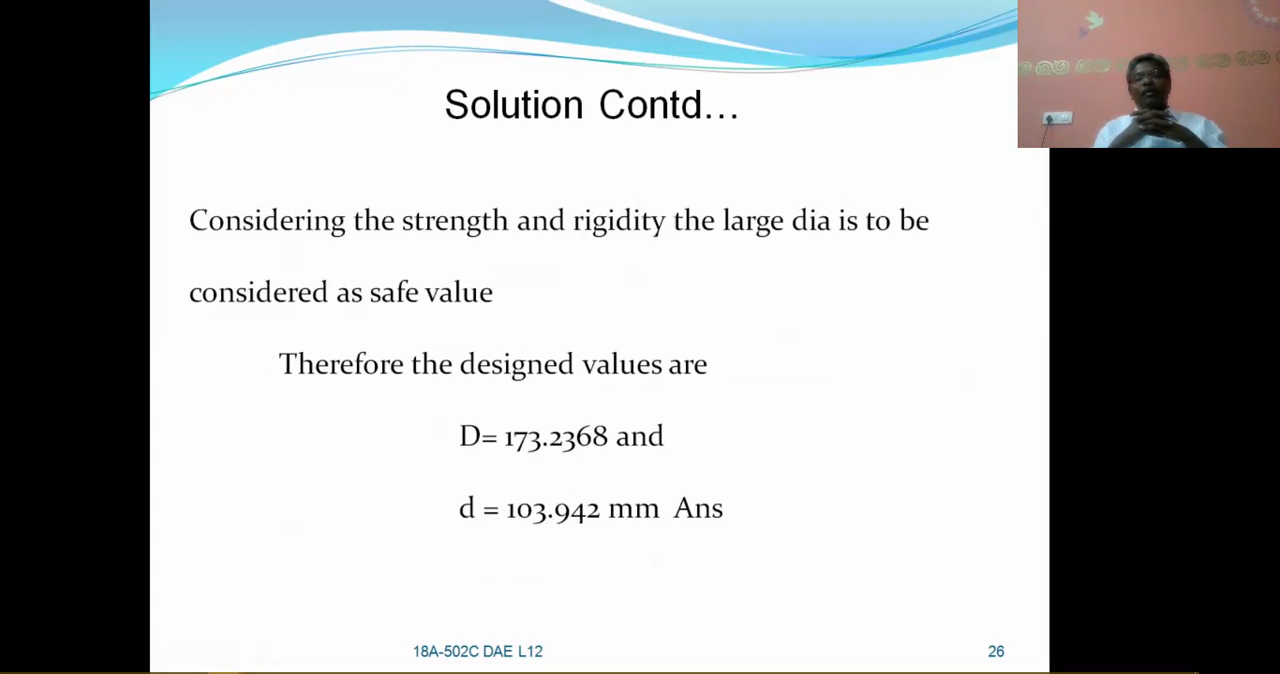 Solution Contd...
Considering the strength and rigidity the large dia is to be
considered as safe value
Therefore the designed values are
D= 173.2368 and
d = 103.942 mm Ans
18A-502C DAE L12
26